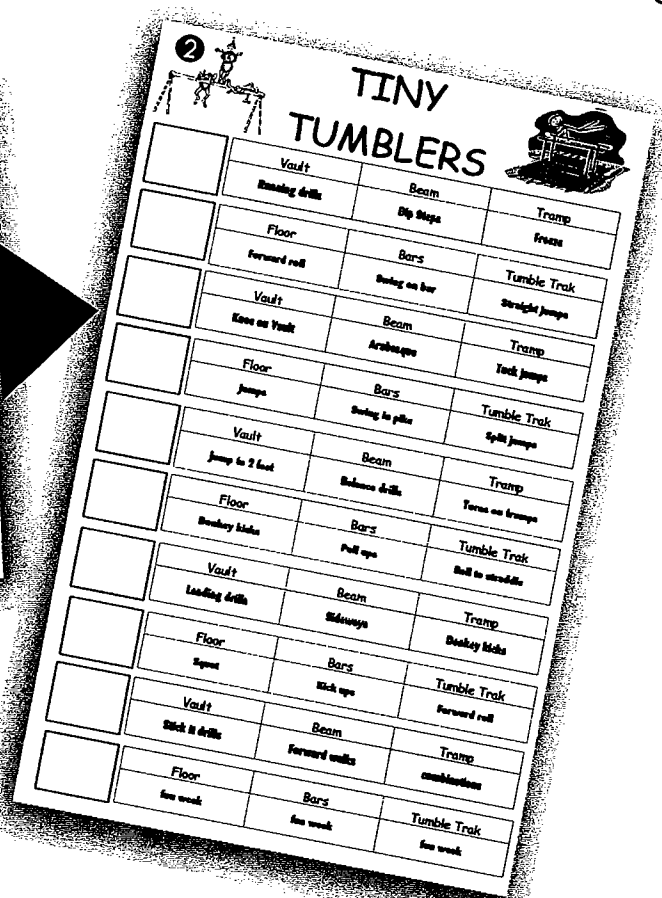 2
TINY
TUMBLERS
Vault Beam Tramp
Running drills Dip Steps freeze
Floor Bars Tumble Trak
Forward roll Swing on bar Straight jumps
Vault Beam Tramp
Knee on Vault Arabesque Tuck jumps
Floor Bars Tumble Trak
jumps Swing in pike Split jumps
Vault Beam Tramp
jump to 2 feet Balance drills Turns on tramps
Floor Bars Tumble Trak
Donkey kicks Pull ups Roll to straddle
Vault Beam Tramp
Landing drills Sideways Donkey kicks
Floor Bars Tumble Trak
Squat Kick ups Forward roll
Vault Beam Tramp
Stick it drills Forward walks combinations
Floor Bars Tumble Trak
fun week fun week fun week